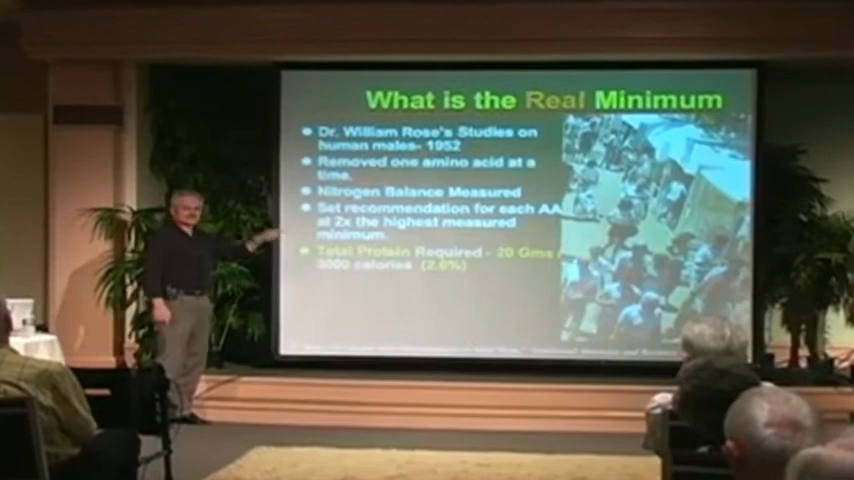 What is the Real Minimum
Dr. William Rose's Studies on
human males- 1952
Removed one amino acid at a
time.
Nitrogen Balance Measured
Set recommendation for each AA
at 2x the highest measured
minimum.
Total Protein Required - 20 Gms
3000 calories (2.6%)